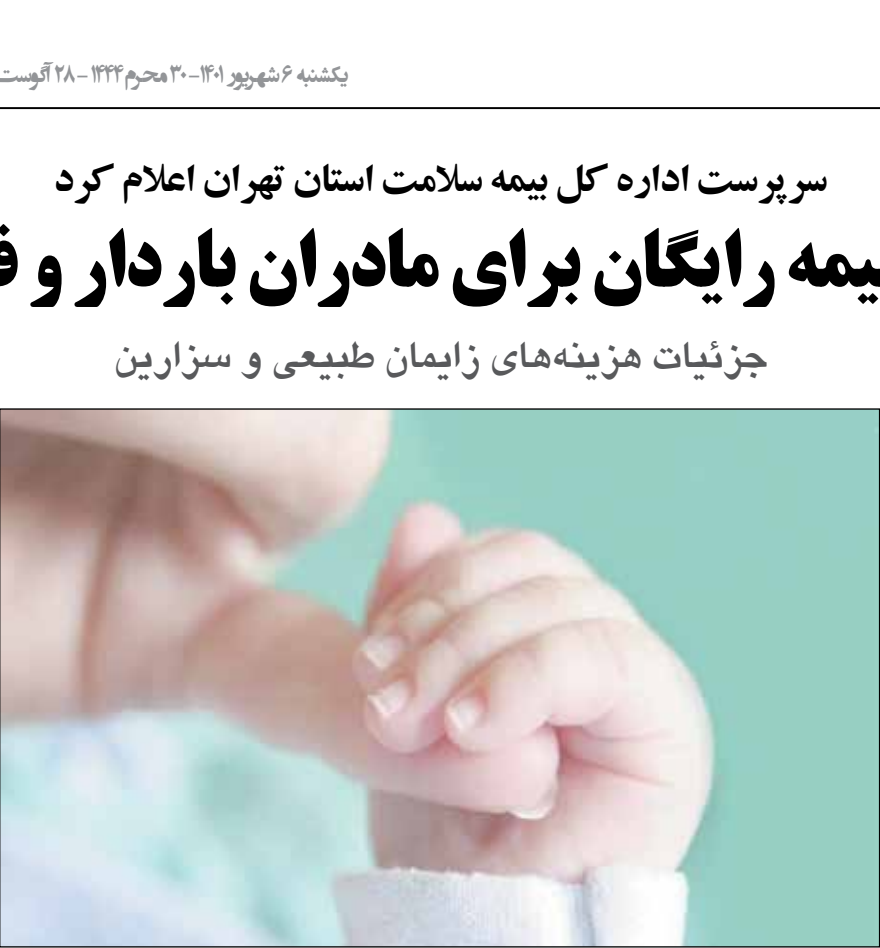 یکشنبه ۶ شهریور ۱۴۰۱- ۳۰ محرم ۱۴۴۴ - ۲۸ آگوست
سرپرست اداره کل بیمه سلامت استان تهران اعلام کرد
یمه رایگان برای مادران باردار و ف
جزئیات هزینه‌های زایمان طبیعی و سزارین